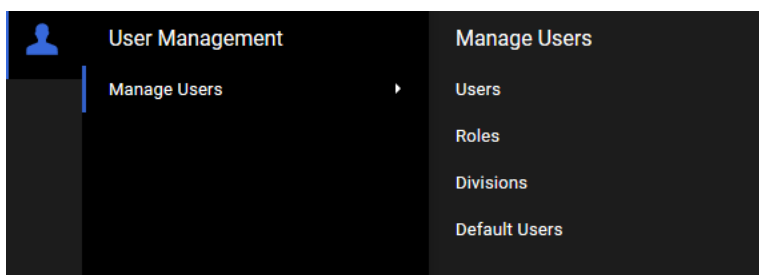 User Management
Manage Users
Manage Users
Users
Roles
Divisions
Default Users